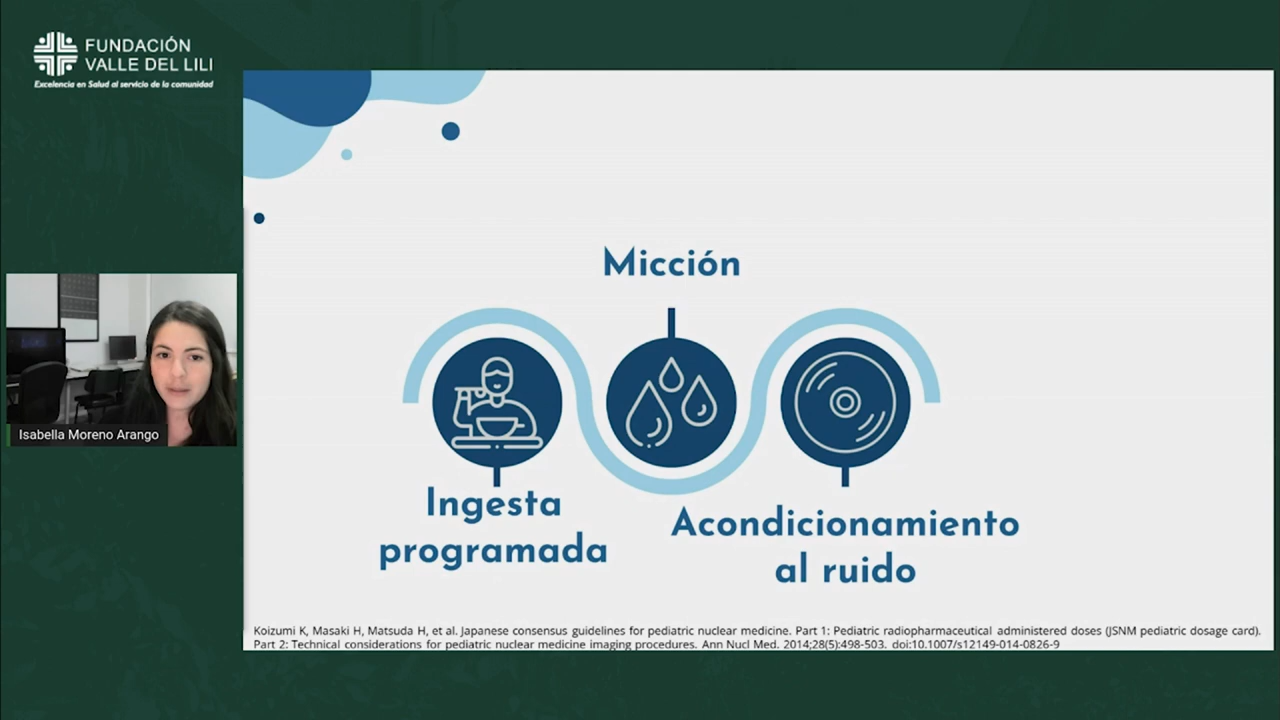 FUNDACIÓN
VALLE DEL LILI
Excelencia en Salud al servicio de la comunidad
Micción
Ingesta
programada
Acondicionamiento
al ruido
Isabella Moreno Arango
Koizumi K, Masaki H, Matsuda H, et al. Japanese consensus guidelines for pediatric nuclear medicine. Part 1: Pediatric radiopharmaceutical administered doses (JSNM pediatric dosage card).
Part 2: Technical considerations for pediatric nuclear medicine imaging procedures. Ann Nucl Med. 2014;28(5):498-503. doi:10.1007/s12149-014-0826-9